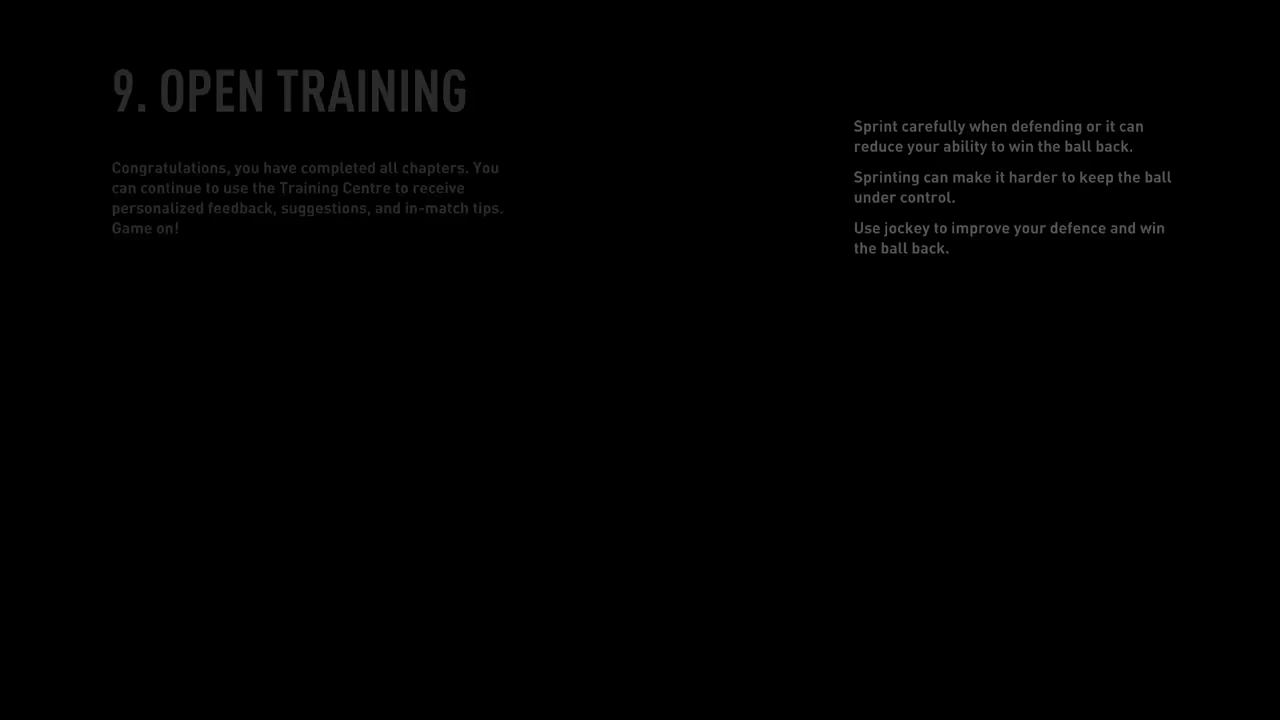 9. OPEN TRAINING
Congratulations, you have completed all chapters. You
can continue to use the Training Centre to receive
personalized feedback, suggestions, and in-match tips.
Game on!
Sprint carefully when defending or it can
reduce your ability to win the ball back.
Sprinting can make it harder to keep the ball
under control.
Use jockey to improve your defence and win
the ball back.